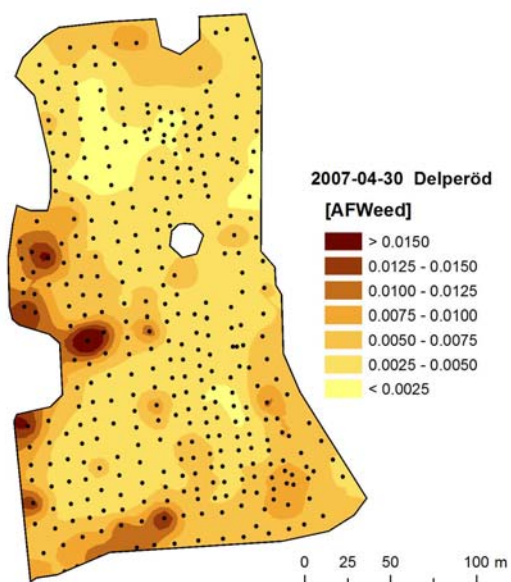 2007-04-30 Delperöd
[AFWeed]
> 0.0150
0.0125 - 0.0150
0.0100 - 0.0125
0.0075 - 0.0100
0.0050 - 0.0075
0.0025 - 0.0050
< 0.0025
0 25 50 100 m